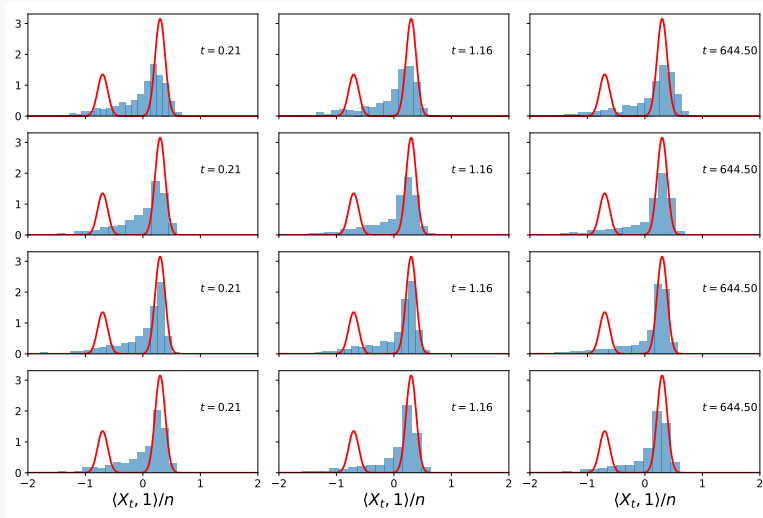 3
2
1
0
t = 0.21
t = 1.16
t = 644.50
3
2
1
0
t = 0.21
t = 1.16
t = 644.50
3
2
1
0
t = 0.21
t = 1.16
t = 644.50
3
2
1
0
t = 0.21
t = 1.16
t = 644.50
−2 −1 0 1 2
−2 −1 0 1 2
−2 −1 0 1 2
⟨X_t, 1⟩/n
⟨X_t, 1⟩/n
⟨X_t, 1⟩/n